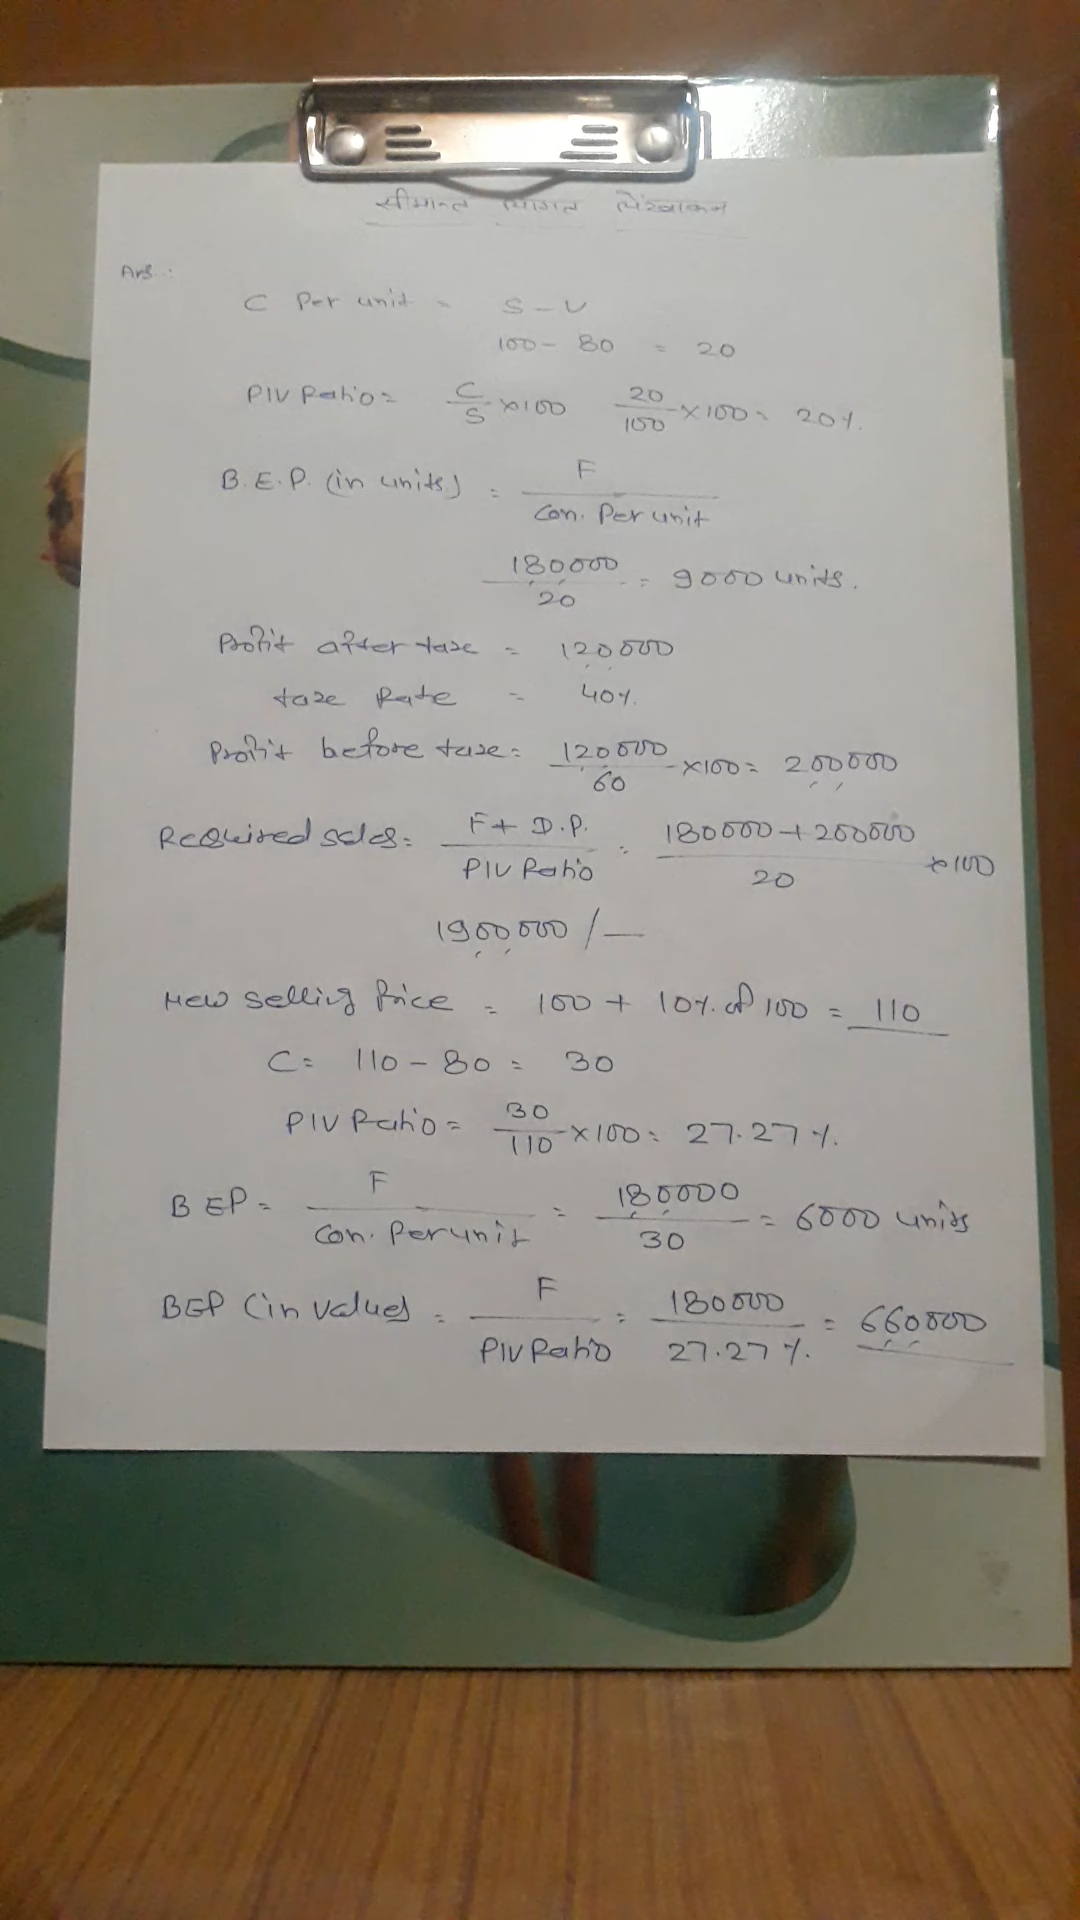 सीमान्त लागत लेखांकन
Ans.:
C Per unit = S - V
100 - 80 = 20
P/V Ratio = C/S ×100 20/100 ×100 = 20%.
B.E.P. (in units) = F / Con. Per unit
180000 / 20 = 9000 units.
Profit after tax = 120000
tax Rate = 40%.
Profit before tax = 120000/60 ×100 = 200000
Required sales = F + D.P. / P/V Ratio = 180000 + 200000 / 20 ×100
1900000/—
New selling Price = 100 + 10%. of 100 = 110
C = 110 - 80 = 30
P/V Ratio = 30/110 ×100 = 27.27%.
BEP = F / Con. Per unit = 180000 / 30 = 6000 units
BEP (in values) = F / P/V Ratio = 180000 / 27.27%. = 660000